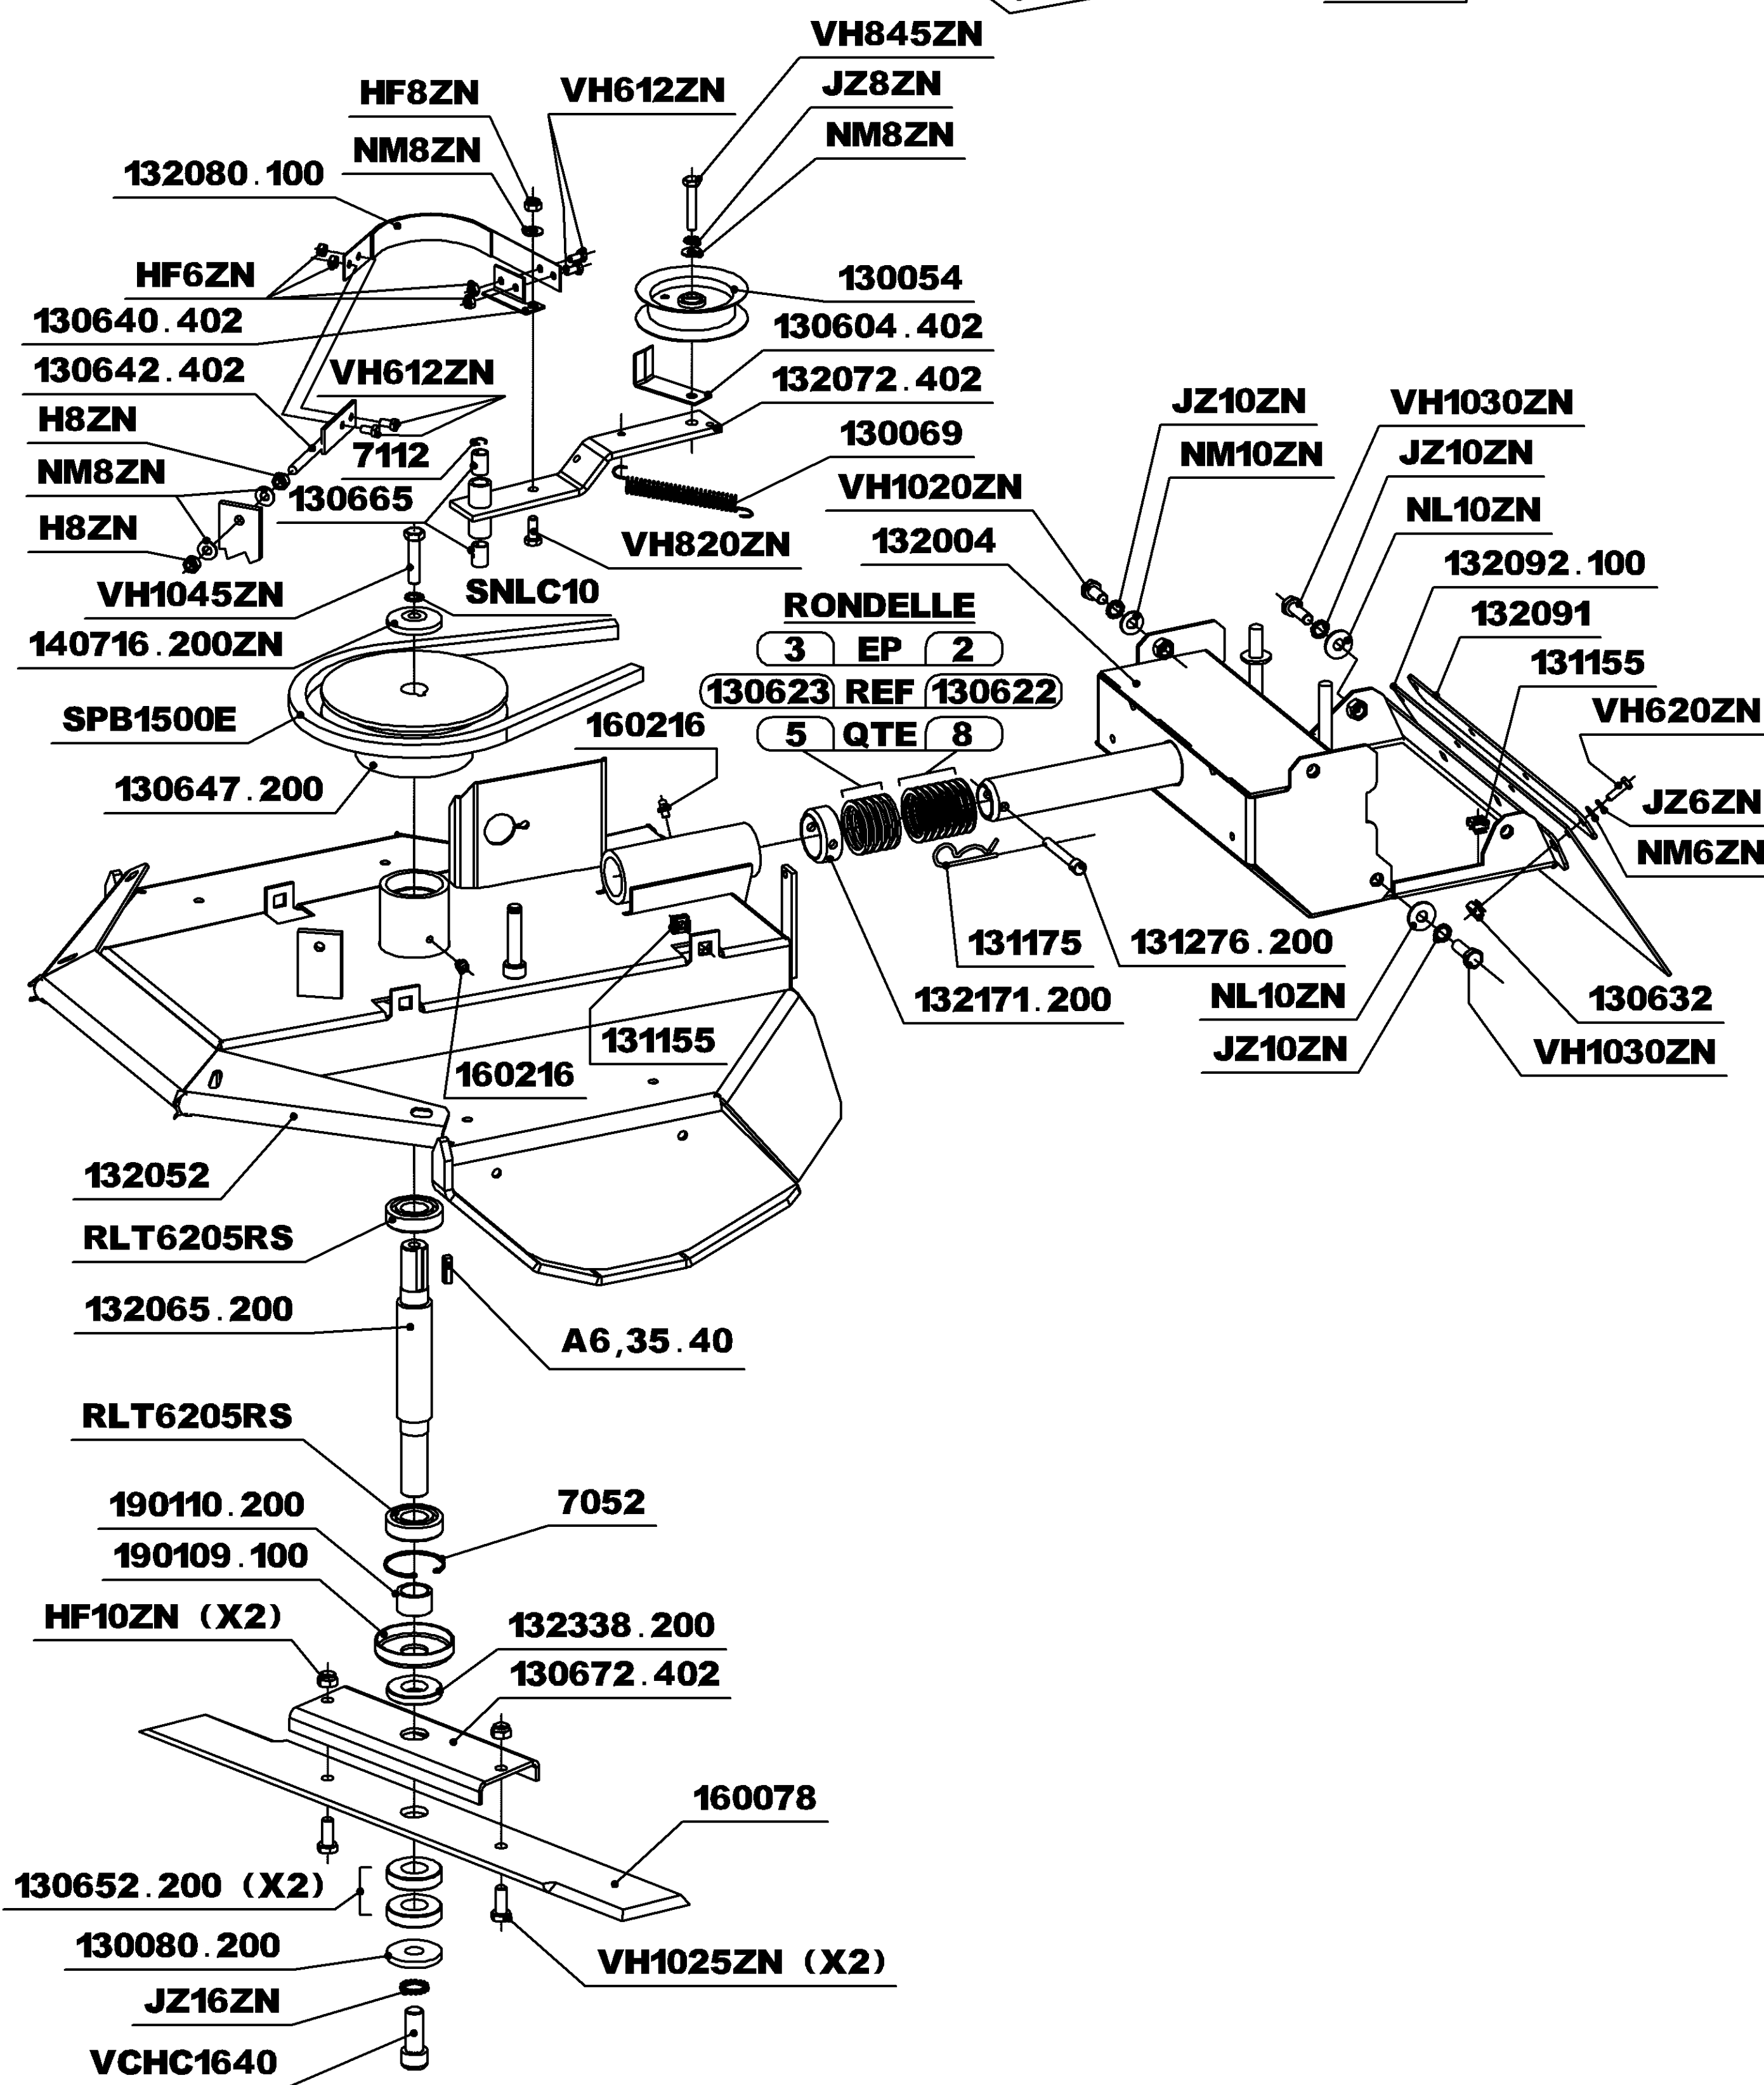 VH845ZN
HF8ZN
VH612ZN
JZ8ZN
NM8ZN
NM8ZN
132080.100
HF6ZN
130054
130640.402
130604.402
130642.402
VH612ZN
132072.402
H8ZN
7112
130069
JZ10ZN
VH1030ZN
NM8ZN
130665
VH1020ZN
NM10ZN
JZ10ZN
H8ZN
VH820ZN
132004
NL10ZN
VH1045ZN
SNLC10
RONDELLE
132092.100
140716.200ZN
3 EP 2
132091
130623 REF 130622
131155
SPB1500E
160216
5 QTE 8
VH620ZN
130647.200
JZ6ZN
NM6ZN
131175
131276.200
132171.200
NL10ZN
130632
131155
JZ10ZN
VH1030ZN
160216
132052
RLT6205RS
132065.200
A6,35.40
RLT6205RS
190110.200
7052
190109.100
HF10ZN (X2)
132338.200
130672.402
160078
130652.200 (X2)
130080.200
VH1025ZN (X2)
JZ16ZN
VCHC1640